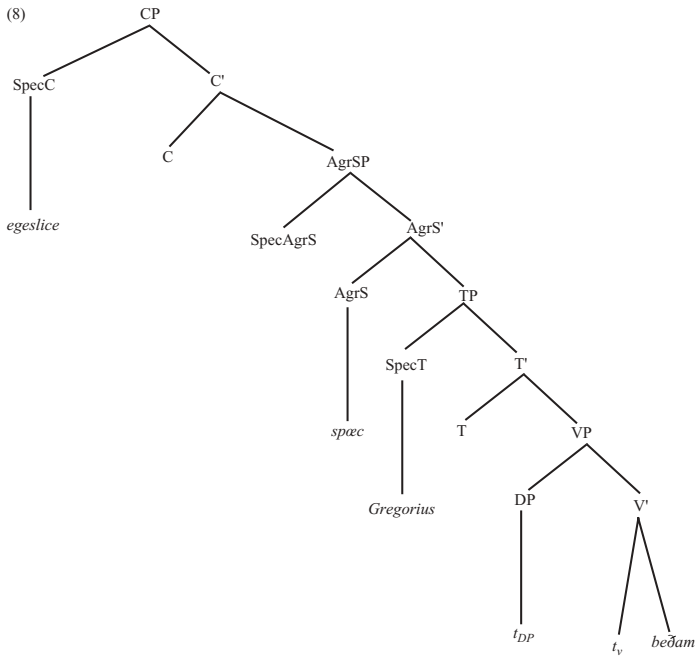 (8)
CP
SpecC
C'
C
AgrSP
egeslice
SpecAgrS
AgrS'
AgrS
TP
SpecT
T'
spæc
T
VP
Gregorius
DP
V'
tDP
tv
beðam